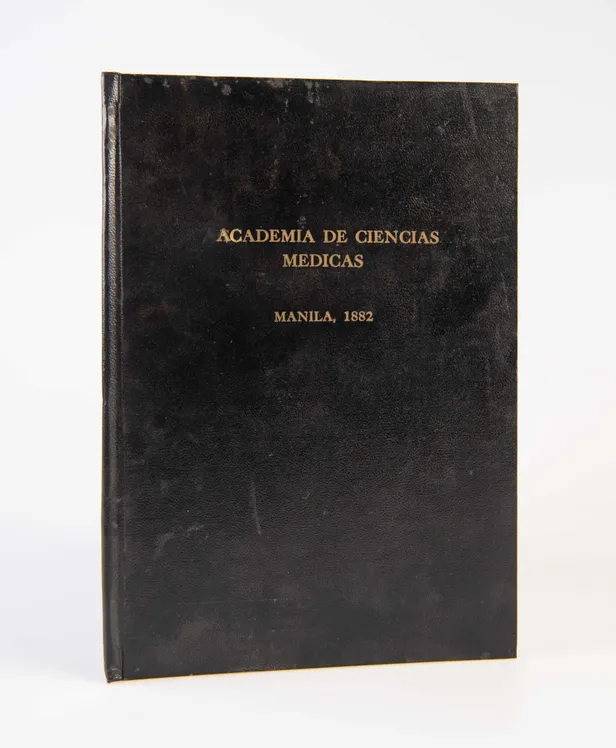 ACADEMIA DE CIENCIAS
MEDICAS
MANILA, 1882